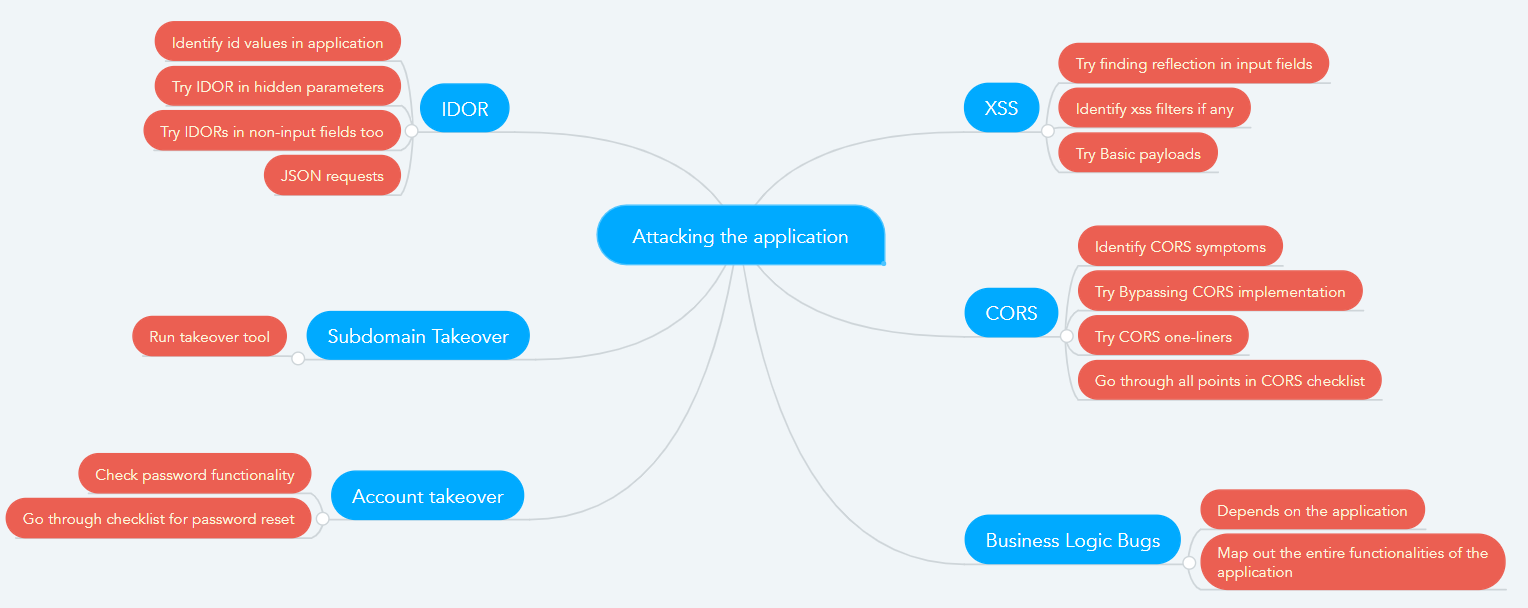 Attacking the application
IDOR
Identify id values in application
Try IDOR in hidden parameters
Try IDORs in non-input fields too
JSON requests
Subdomain Takeover
Run takeover tool
Account takeover
Check password functionality
Go through checklist for password reset
XSS
Try finding reflection in input fields
Identify xss filters if any
Try Basic payloads
CORS
Identify CORS symptoms
Try Bypassing CORS implementation
Try CORS one-liners
Go through all points in CORS checklist
Business Logic Bugs
Depends on the application
Map out the entire functionalities of the
application